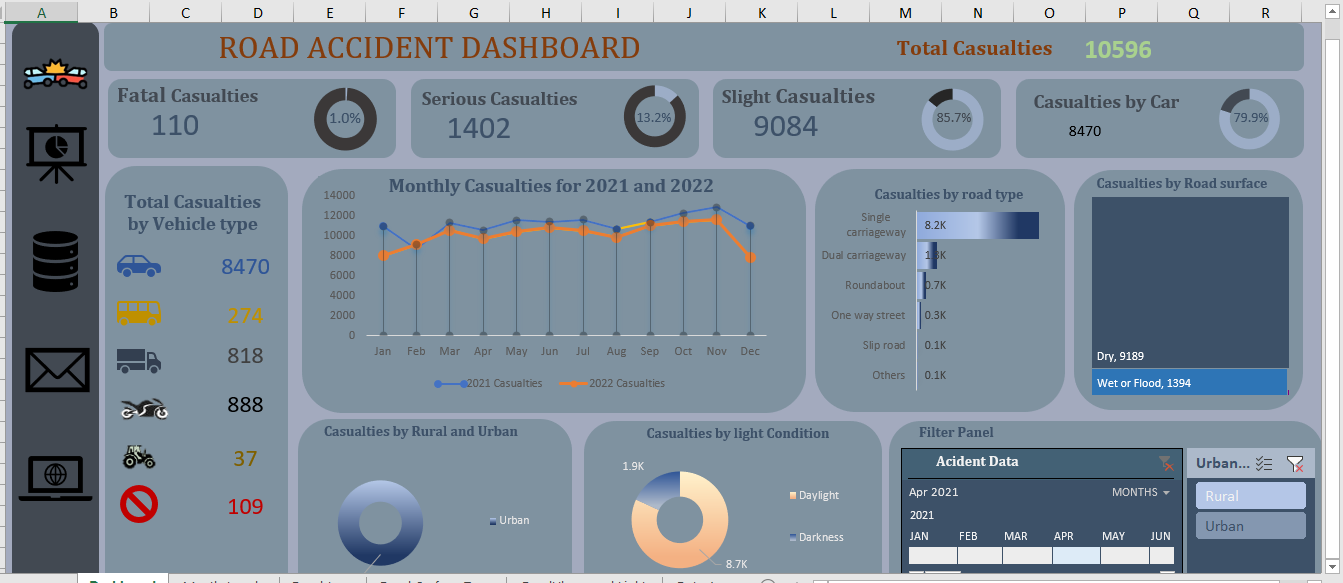 A B C D E F G H I J K L M N O P Q R
ROAD ACCIDENT DASHBOARD
Total Casualties 10596
Fatal Casualties
110
1.0%
Serious Casualties
1402
13.2%
Slight Casualties
9084
85.7%
Casualties by Car
8470
79.9%
Total Casualties
by Vehicle type
8470
274
818
888
37
109
Monthly Casualties for 2021 and 2022
14000
12000
10000
8000
6000
4000
2000
0
Jan Feb Mar Apr May Jun Jul Aug Sep Oct Nov Dec
2021 Casualties 2022 Casualties
Casualties by road type
Single
carriageway
8.2K
Dual carriageway 1.3K
Roundabout 0.7K
One way street 0.3K
Slip road 0.1K
Others 0.1K
Casualties by Road surface
Dry, 9189
Wet or Flood, 1394
Casualties by Rural and Urban
Urban
Casualties by light Condition
1.9K
Daylight
Darkness
8.7K
Filter Panel
Acident Data
Apr 2021 MONTHS
2021
JAN FEB MAR APR MAY JUN
Urban...
Rural
Urban